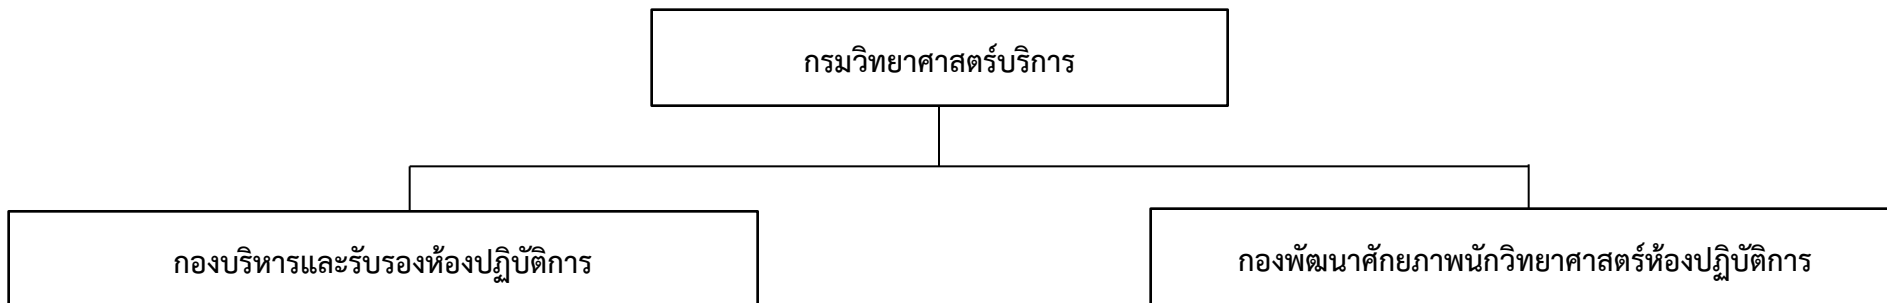 กรมวิทยาศาสตร์บริการ
กองบริหารและรับรองห้องปฏิบัติการ
กองพัฒนาศักยภาพนักวิทยาศาสตร์ห้องปฏิบัติการ